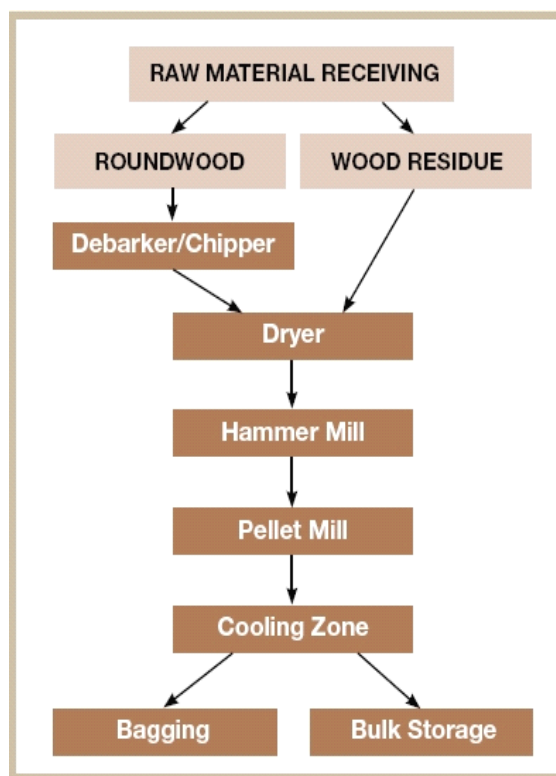 RAW MATERIAL RECEIVING
ROUNDWOOD
WOOD RESIDUE
Debarker/Chipper
Dryer
Hammer Mill
Pellet Mill
Cooling Zone
Bagging
Bulk Storage